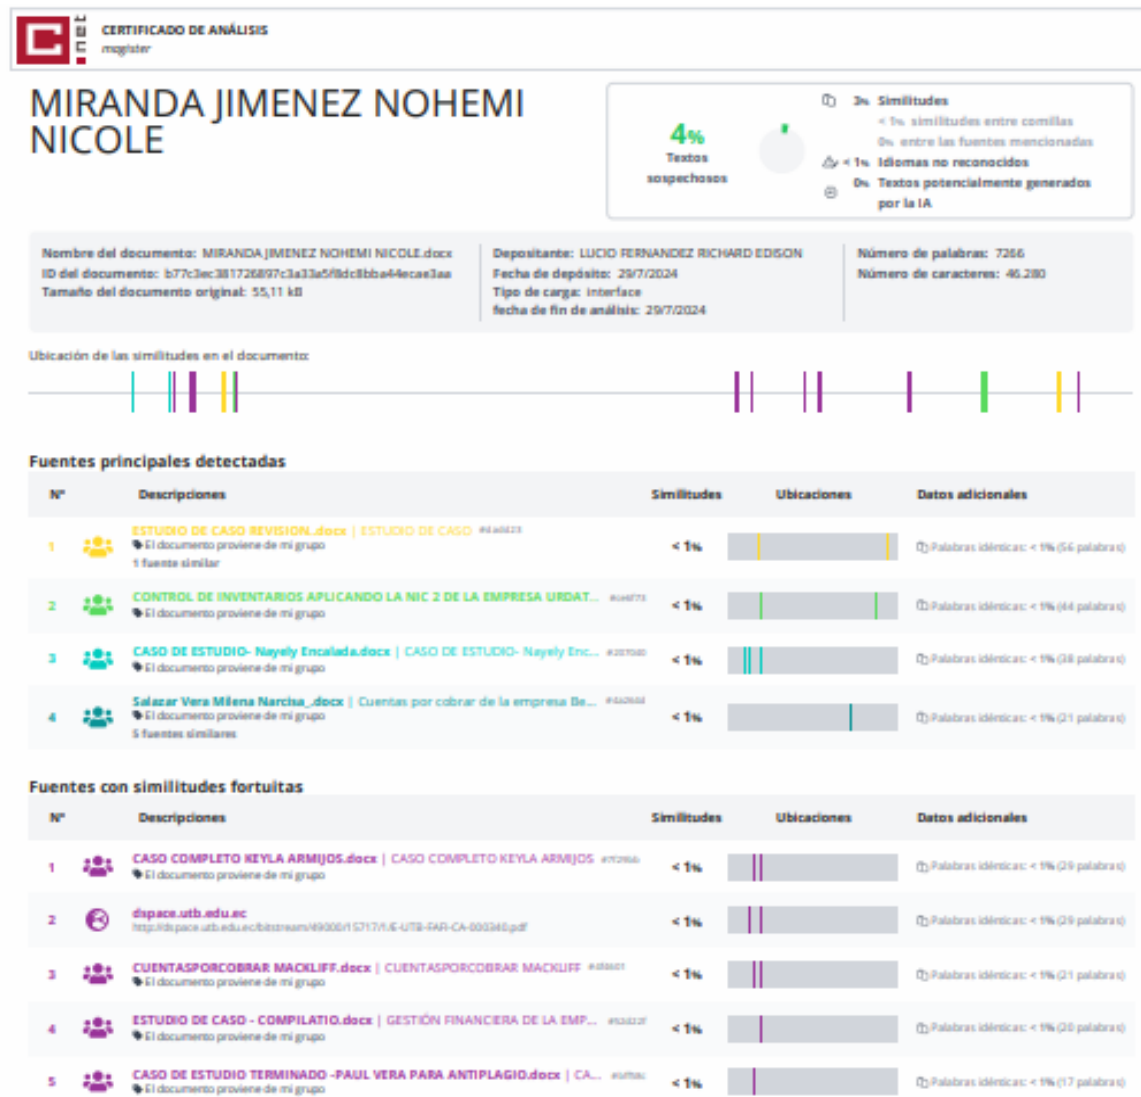 C
.net
CERTIFICADO DE ANÁLISIS
magister
MIRANDA JIMENEZ NOHEMI
NICOLE
4%
Textos
sospechosos
3% Similitudes
< 1% similitudes entre comillas
0% entre las fuentes mencionadas
< 1% Idiomas no reconocidos
0% Textos potencialmente generados
por la IA
Nombre del documento: MIRANDA JIMENEZ NOHEMI NICOLE.docx
ID del documento:
Tamaño del documento original: 55,11 kB
Depositante: LUCIO FERNANDEZ RICHARD EDISON
Fecha de depósito: 29/7/2024
Tipo de carga: interface
fecha de fin de análisis: 29/7/2024
Número de palabras: 7266
Número de caracteres: 46.280
Ubicación de las similitudes en el documento:
Fuentes principales detectadas
N° Descripciones Similitudes Ubicaciones Datos adicionales
1 ESTUDIO DE CASO REVISION,.docx | ESTUDIO DE CASO
El documento proviene de mi grupo
1 fuente similar
< 1%
Palabras idénticas: < 1% (56 palabras)
2 CONTROL DE INVENTARIOS APLICANDO LA NIC 2 DE LA EMPRESA URDAT...
El documento proviene de mi grupo
< 1%
Palabras idénticas: < 1% (44 palabras)
3 CASO DE ESTUDIO- Nayely Encalada.docx | CASO DE ESTUDIO- Nayely Enc...
El documento proviene de mi grupo
< 1%
Palabras idénticas: < 1% (38 palabras)
4 Salazar Vera Milena Narcisa_.docx | Cuentas por cobrar de la empresa Be...
El documento proviene de mi grupo
5 fuentes similares
< 1%
Palabras idénticas: < 1% (21 palabras)
Fuentes con similitudes fortuitas
N° Descripciones Similitudes Ubicaciones Datos adicionales
1 CASO COMPLETO KEYLA ARMIJOS.docx | CASO COMPLETO KEYLA ARMIJOS
El documento proviene de mi grupo
< 1%
Palabras idénticas: < 1% (29 palabras)
2 dspace.utb.edu.ec
http://dspace.utb.edu.ec/bitstream/49000/15717/1/E-UTB-FAFI-CA-000340.pdf
< 1%
Palabras idénticas: < 1% (29 palabras)
3 CUENTASPORCOBRAR MACKLIFF.docx | CUENTASPORCOBRAR MACKLIFF
El documento proviene de mi grupo
< 1%
Palabras idénticas: < 1% (21 palabras)
4 ESTUDIO DE CASO - COMPILATIO.docx | GESTIÓN FINANCIERA DE LA EMP...
El documento proviene de mi grupo
< 1%
Palabras idénticas: < 1% (20 palabras)
5 CASO DE ESTUDIO TERMINADO -PAUL VERA PARA ANTIPLAGIO.docx | CA...
El documento proviene de mi grupo
< 1%
Palabras idénticas: < 1% (17 palabras)